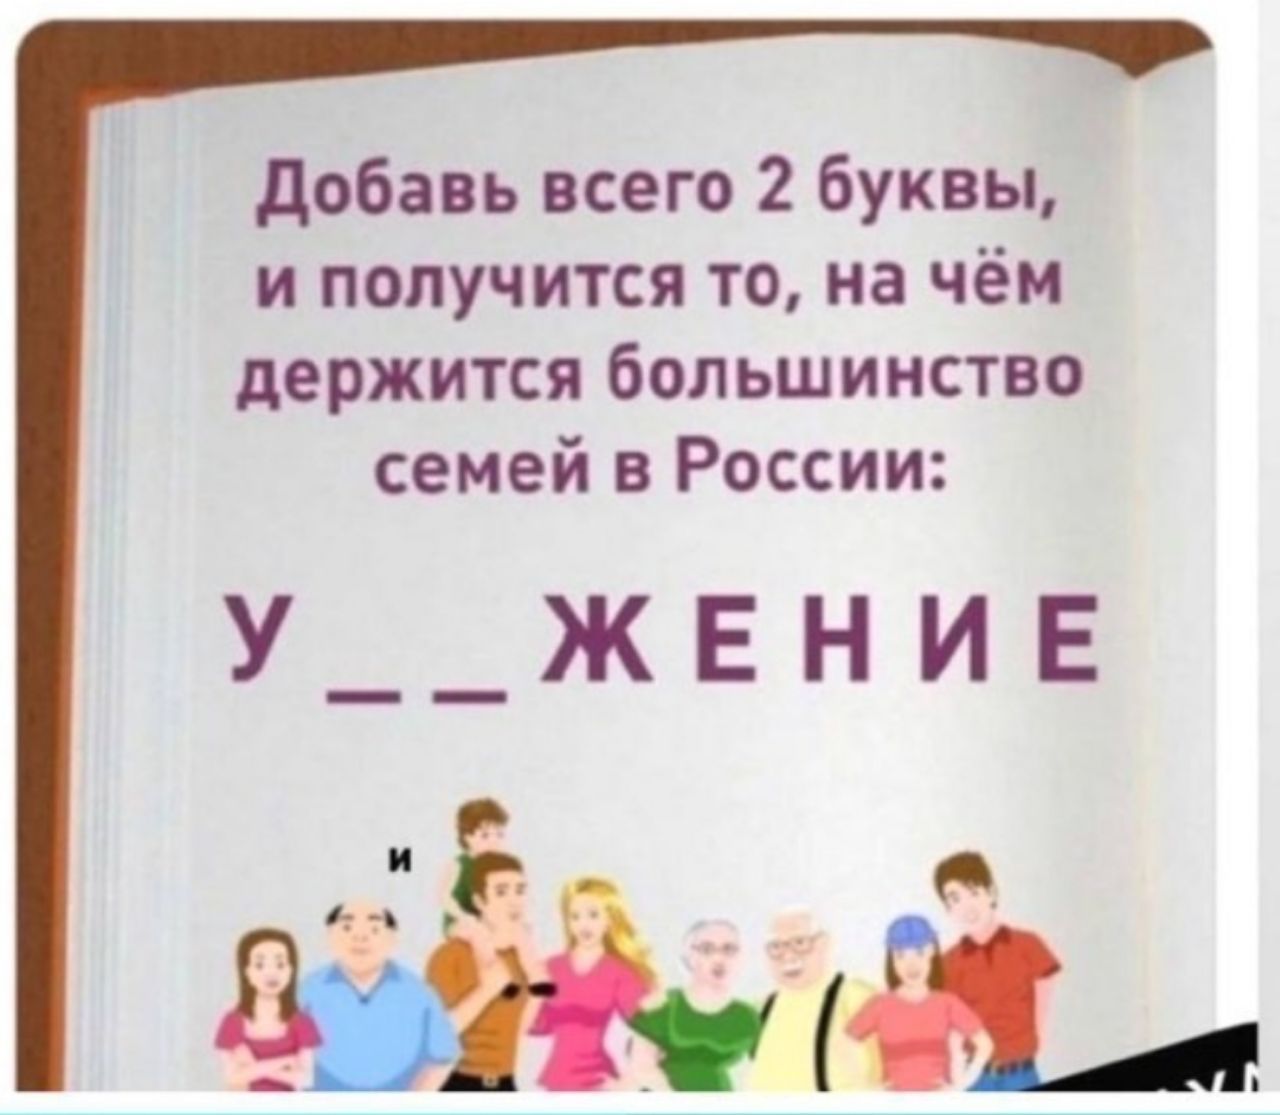 Добавь всего 2 буквы,
и получится то, на чём
держится большинство
семей в России:
У _ _ Ж Е Н И Е
и